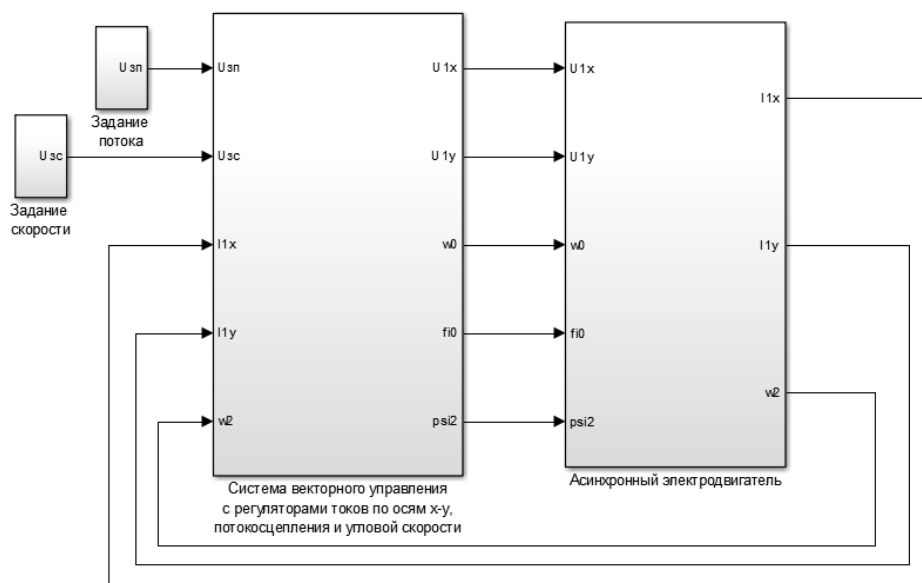 Uзп
Задание
потока
Uзс
Задание
скорости
Uзп
Uзс
I1x
I1y
w2
U1x
U1y
w0
fi0
psi2
Система векторного управления
с регуляторами токов по осям x-y,
потокосцепления и угловой скорости
U1x
U1y
w0
fi0
psi2
I1x
I1y
w2
Асинхронный электродвигатель